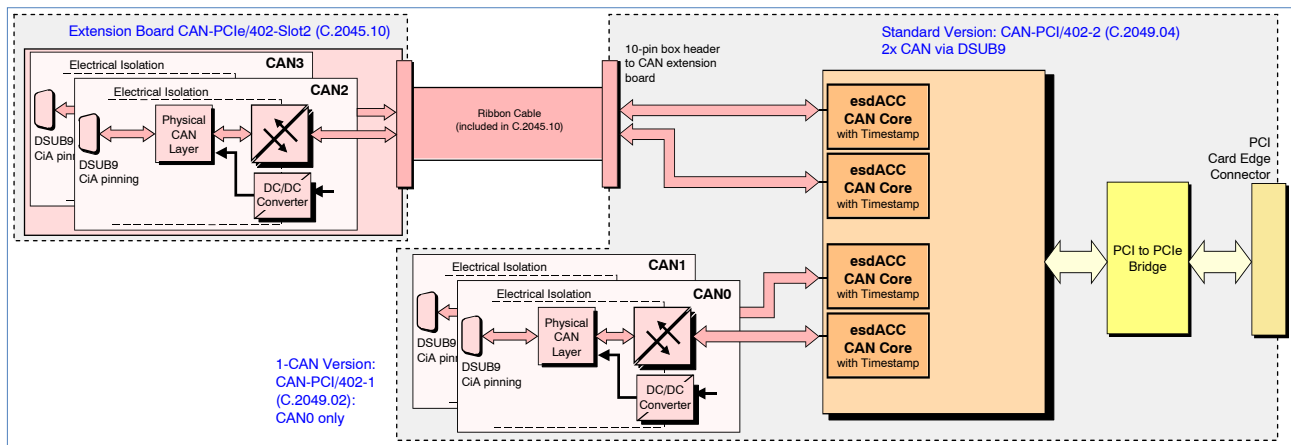 Extension Board CAN-PCIe/402-Slot2 (C.2045.10)
CAN3
Electrical Isolation
CAN2
Electrical Isolation
Physical
CAN
Layer
DSUB9
CiA pinning
DSUB9
CiA pinning
DC/DC
Converter
Ribbon Cable
(included in C.2045.10)
10-pin box header
to CAN extension
board
Standard Version: CAN-PCI/402-2 (C.2049.04)
2x CAN via DSUB9
esdACC
CAN Core
with Timestamp
esdACC
CAN Core
with Timestamp
esdACC
CAN Core
with Timestamp
esdACC
CAN Core
with Timestamp
PCI to PCIe
Bridge
PCI
Card Edge
Connector
CAN1
Electrical Isolation
CAN0
Electrical Isolation
Physical
CAN
Layer
DSUB9
CiA pinning
DSUB9
CiA pinning
DC/DC
Converter
1-CAN Version:
CAN-PCI/402-1
(C.2049.02):
CAN0 only